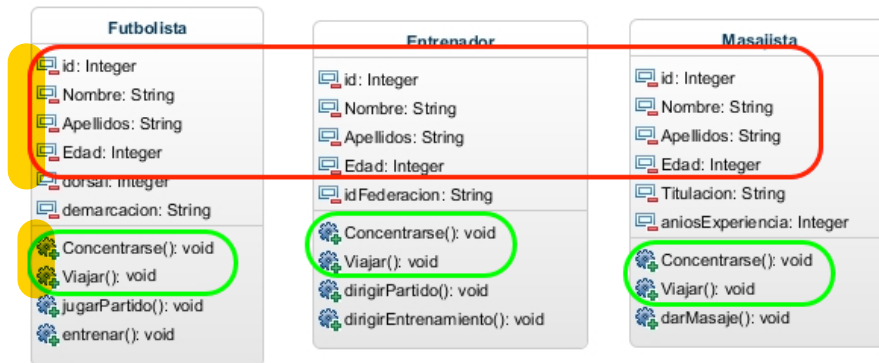 Futbolista
id: Integer
Nombre: String
Apellidos: String
Edad: Integer
dorsal: Integer
demarcacion: String
Concentrarse(): void
Viajar(): void
jugarPartido(): void
entrenar(): void
Entrenador
id: Integer
Nombre: String
Apellidos: String
Edad: Integer
idFederacion: String
Concentrarse(): void
Viajar(): void
dirigirPartido(): void
dirigirEntrenamiento(): void
Masajista
id: Integer
Nombre: String
Apellidos: String
Edad: Integer
Titulacion: String
aniosExperiencia: Integer
Concentrarse(): void
Viajar(): void
darMasaje(): void